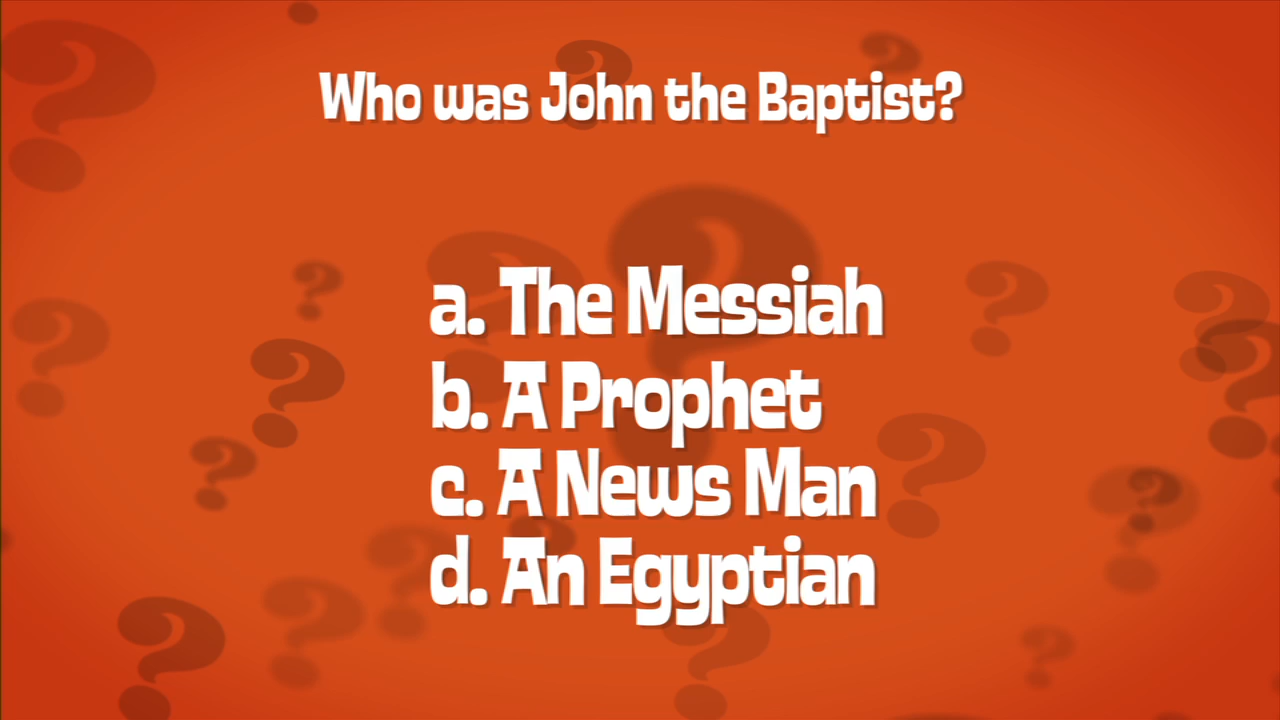 Who was John the Baptist?
a. The Messiah
b. A Prophet
c. A News Man
d. An Egyptian